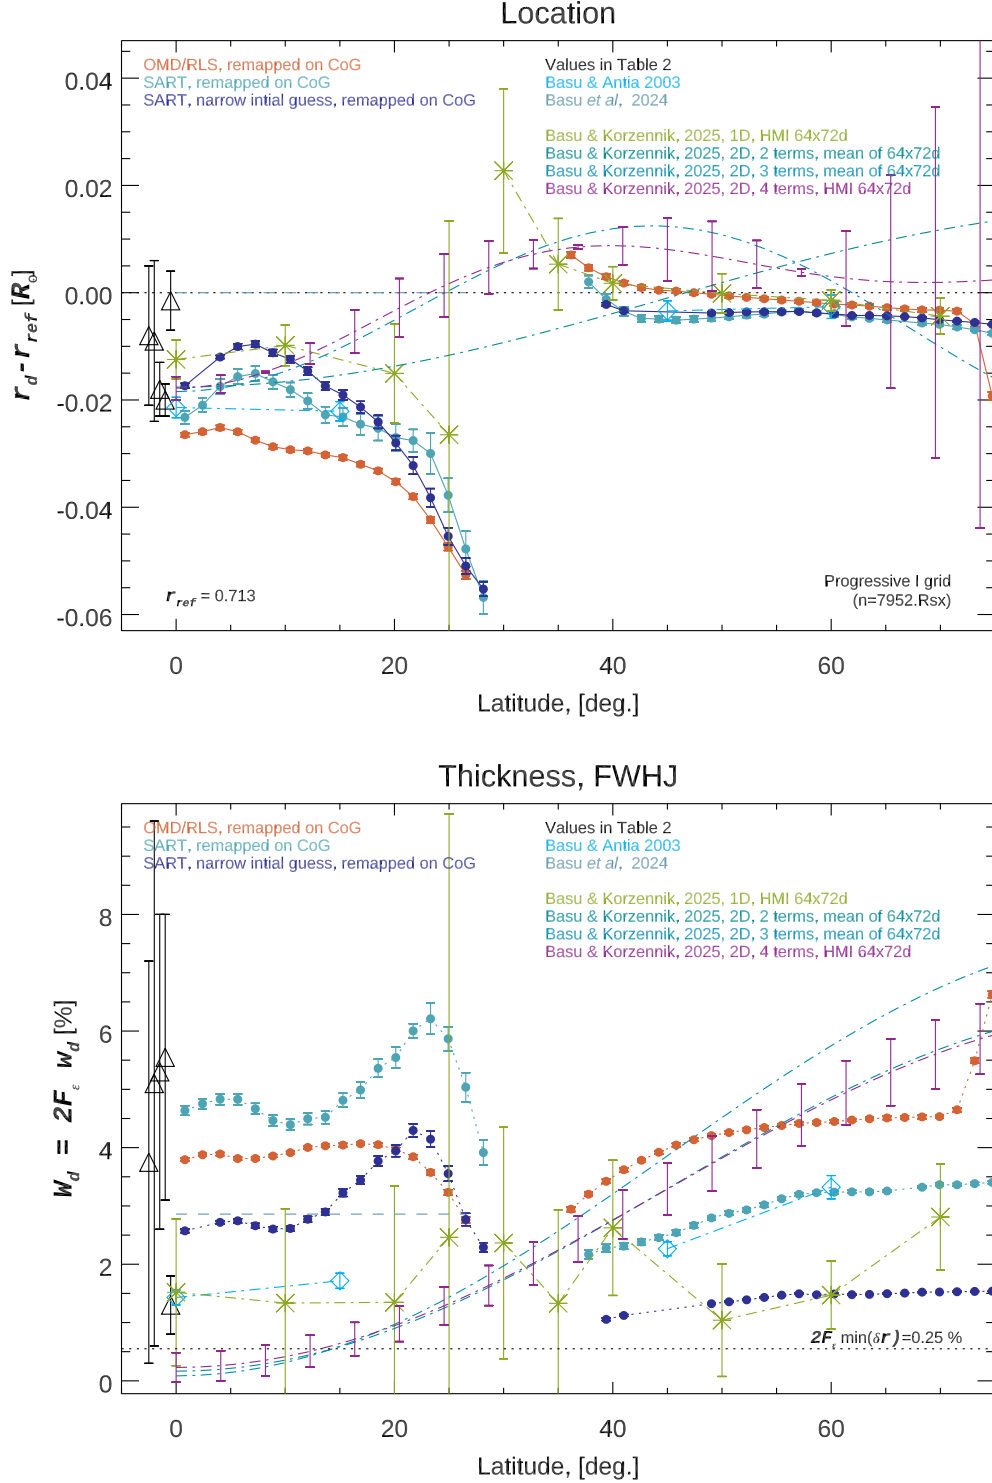 Location
OMD/RLS, remapped on CoG
SART, remapped on CoG
SART, narrow intial guess, remapped on CoG
Values in Table 2
Basu & Antia 2003
Basu et al, 2024
Basu & Korzennik, 2025, 1D, HMI 64x72d
Basu & Korzennik, 2025, 2D, 2 terms, mean of 64x72d
Basu & Korzennik, 2025, 2D, 3 terms, mean of 64x72d
Basu & Korzennik, 2025, 2D, 4 terms, HMI 64x72d
0.04
0.02
0.00
-0.02
-0.04
-0.06
r_d - r_ref [R_⊙]
r_ref = 0.713
Progressive I grid
(n=7952.Rsx)
0 20 40 60
Latitude, [deg.]
Thickness, FWHJ
OMD/RLS, remapped on CoG
SART, remapped on CoG
SART, narrow intial guess, remapped on CoG
Values in Table 2
Basu & Antia 2003
Basu et al, 2024
Basu & Korzennik, 2025, 1D, HMI 64x72d
Basu & Korzennik, 2025, 2D, 2 terms, mean of 64x72d
Basu & Korzennik, 2025, 2D, 3 terms, mean of 64x72d
Basu & Korzennik, 2025, 2D, 4 terms, HMI 64x72d
8
6
4
2
0
W_d = 2F_ε w_d [%]
2F_ε min(δr)=0.25 %
0 20 40 60
Latitude, [deg.]